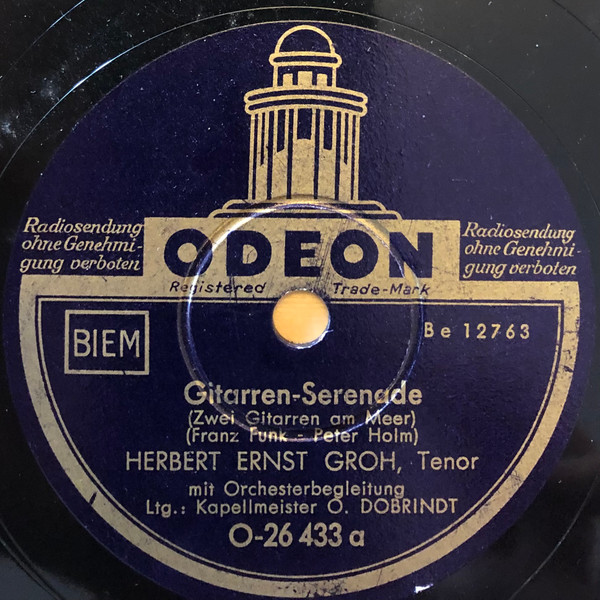 Radiosendung
ohne Genehmi-
gung verboten
ODEON
Radiosendung
ohne Genehmi-
gung verboten
Registered Trade-Mark
BIEM
Be 12763
Gitarren-Serenade
(Zwei Gitarren am Meer)
(Franz Funk - Peter Holm)
HERBERT ERNST GROH, Tenor
mit Orchesterbegleitung
Ltg.: Kapellmeister O. DOBRINDT
O-26 433 a